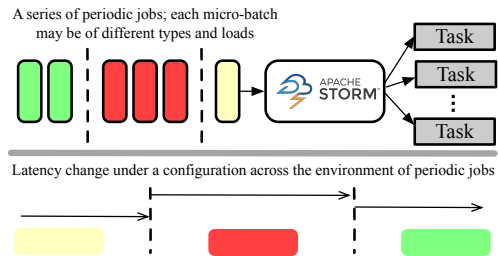 A series of periodic jobs; each micro-batch
may be of different types and loads
APACHE
STORM™
Task
Task
Task
Latency change under a configuration across the environment of periodic jobs